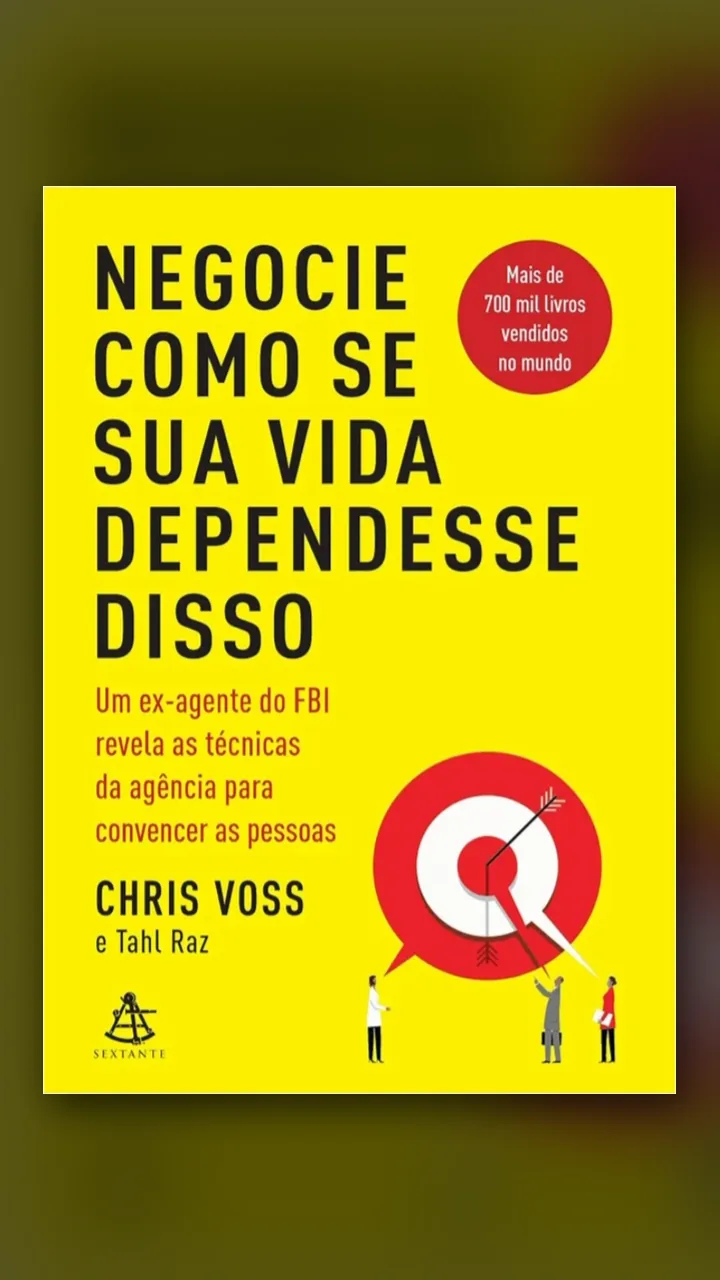 NEGOCIE
COMO SE
SUA VIDA
DEPENDESSE
DISSO
Mais de
700 mil livros
vendidos
no mundo
Um ex-agente do FBI
revela as técnicas
da agência para
convencer as pessoas
CHRIS VOSS
e Tahl Raz
SEXTANTE